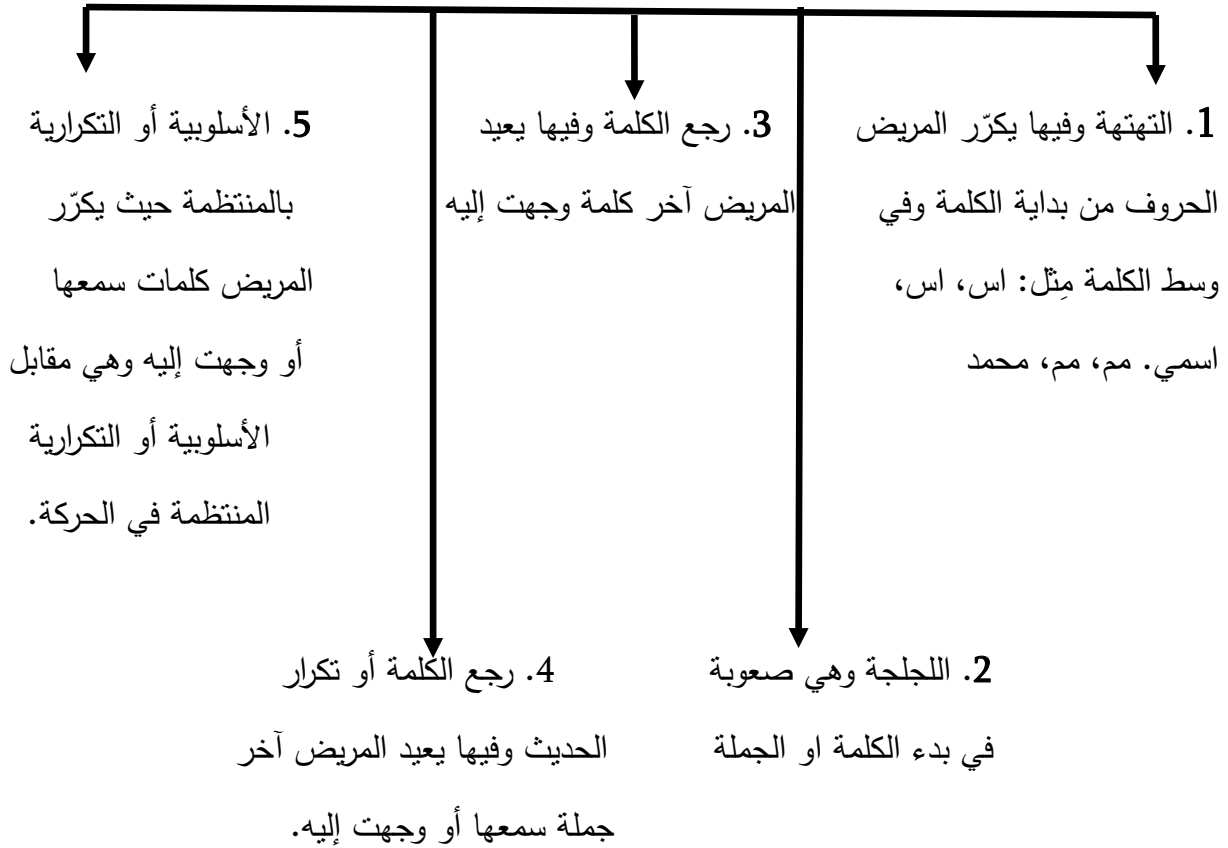 1. التهتهة وفيها يكرّر المريض
الحروف من بداية الكلمة وفي
وسط الكلمة مِثل: اس، اس،
اسمي. مم، مم، محمد
2. اللجلجة وهي صعوبة
في بدء الكلمة او الجملة
3. رجع الكلمة وفيها يعيد
المريض آخر كلمة وجهت إليه
4. رجع الكلمة أو تكرار
الحديث وفيها يعيد المريض آخر
جملة سمعها أو وجهت إليه.
5. الأسلوبية أو التكرارية
بالمنتظمة حيث يكرّر
المريض كلمات سمعها
أو وجهت إليه وهي مقابل
الأسلوبية أو التكرارية
المنتظمة في الحركة.